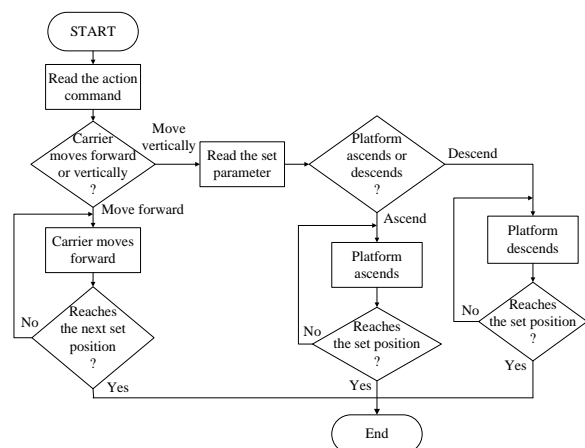 START
Read the action
command
Carrier
moves forward
or vertically
?
Move
vertically
Read the set
parameter
Platform
ascends or
descends
?
Descend
Move forward
Ascend
Carrier moves
forward
Platform
ascends
Platform
descends
Reaches
the next set
position
?
No
Yes
Reaches
the set position
?
No
Yes
Reaches
the set position
?
No
Yes
End